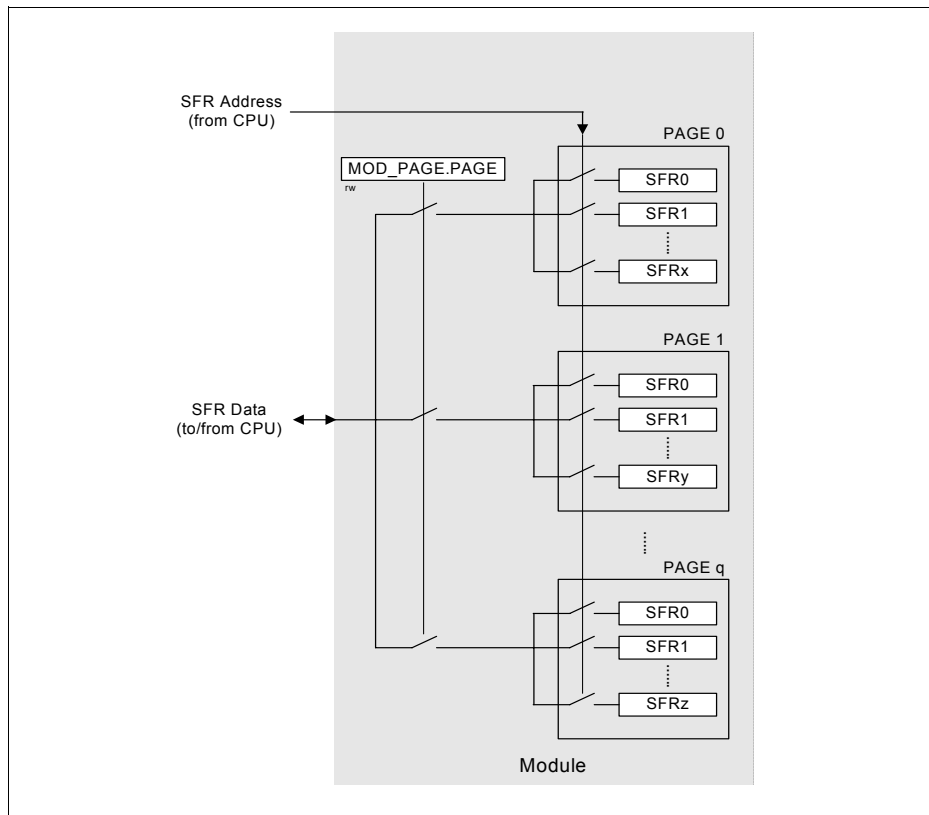 SFR Address
(from CPU)
PAGE 0
MOD_PAGE.PAGE
rw
SFR0
SFR1
SFRx
PAGE 1
SFR0
SFR1
SFRy
SFR Data
(to/from CPU)
PAGE q
SFR0
SFR1
SFRz
Module